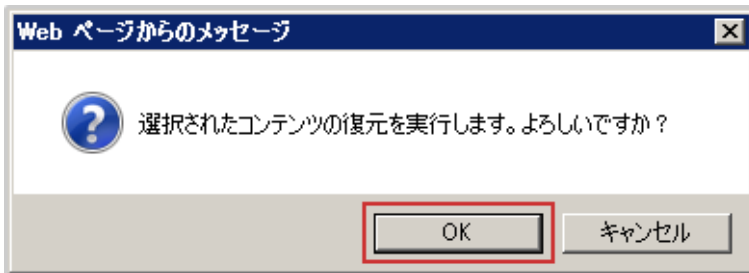 Web ページからのメッセージ
選択されたコンテンツの復元を実行します。よろしいですか？
OK
キャンセル